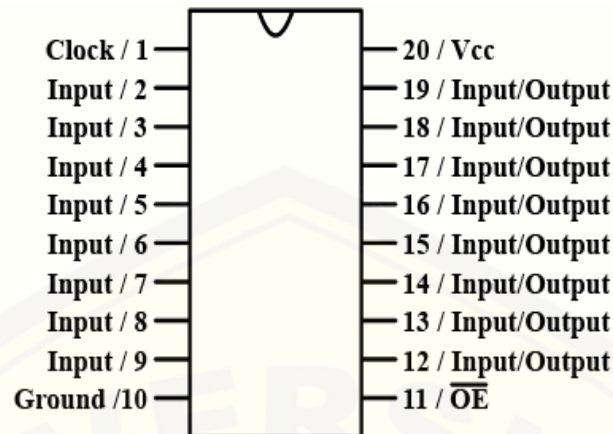 Clock / 1
Input / 2
Input / 3
Input / 4
Input / 5
Input / 6
Input / 7
Input / 8
Input / 9
Ground /10
20 / Vcc
19 / Input/Output
18 / Input/Output
17 / Input/Output
16 / Input/Output
15 / Input/Output
14 / Input/Output
13 / Input/Output
12 / Input/Output
11 / O̅E̅